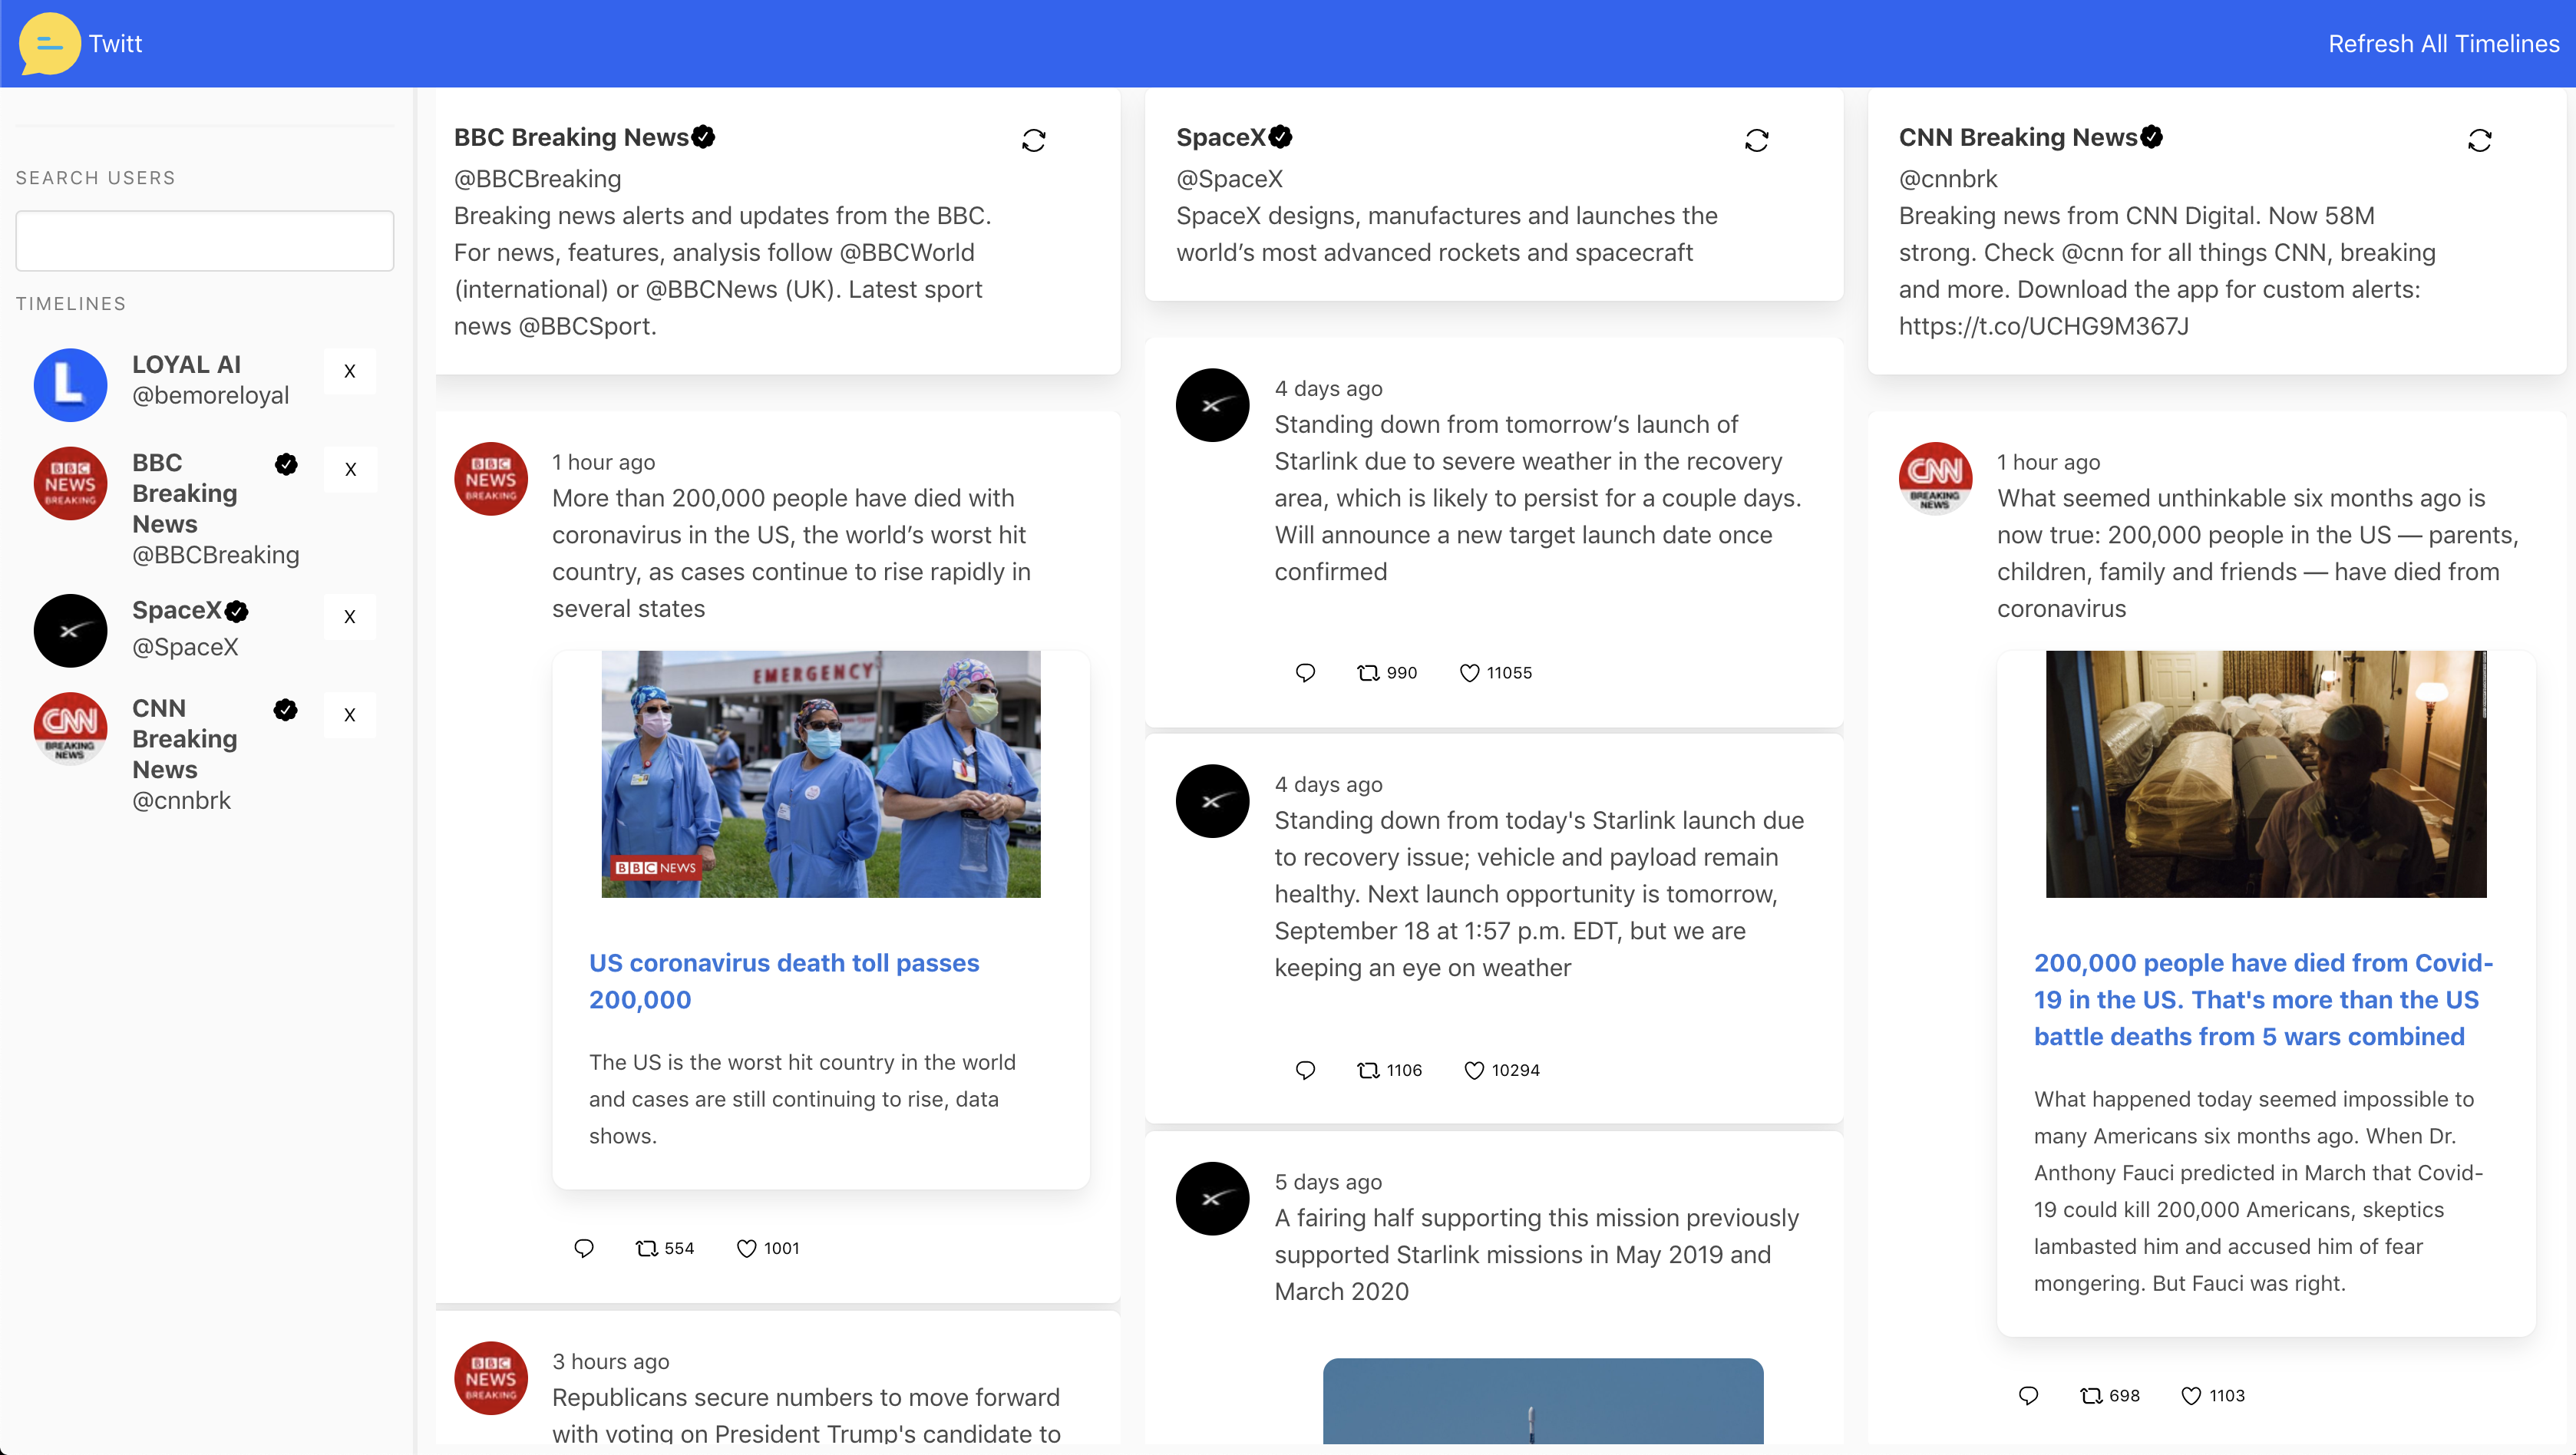 Twitt
Refresh All Timelines
SEARCH USERS
TIMELINES
L
LOYAL AI
@bemoreloyal
X
BBC
NEWS
BREAKING
BBC
Breaking
News
@BBCBreaking
X
SpaceX
@SpaceX
X
CNN
BREAKING
NEWS
CNN
Breaking
News
@cnnbrk
X
BBC Breaking News
@BBCBreaking
Breaking news alerts and updates from the BBC.
For news, features, analysis follow @BBCWorld
(international) or @BBCNews (UK). Latest sport
news @BBCSport.
BBC
NEWS
BREAKING
1 hour ago
More than 200,000 people have died with
coronavirus in the US, the world’s worst hit
country, as cases continue to rise rapidly in
several states
EMERGENCY
BBC NEWS
US coronavirus death toll passes
200,000
The US is the worst hit country in the world
and cases are still continuing to rise, data
shows.
554 1001
BBC
NEWS
BREAKING
3 hours ago
Republicans secure numbers to move forward
with voting on President Trump's candidate to
SpaceX
@SpaceX
SpaceX designs, manufactures and launches the
world’s most advanced rockets and spacecraft
4 days ago
Standing down from tomorrow’s launch of
Starlink due to severe weather in the recovery
area, which is likely to persist for a couple days.
Will announce a new target launch date once
confirmed
990 11055
4 days ago
Standing down from today's Starlink launch due
to recovery issue; vehicle and payload remain
healthy. Next launch opportunity is tomorrow,
September 18 at 1:57 p.m. EDT, but we are
keeping an eye on weather
1106 10294
5 days ago
A fairing half supporting this mission previously
supported Starlink missions in May 2019 and
March 2020
CNN Breaking News
@cnnbrk
Breaking news from CNN Digital. Now 58M
strong. Check @cnn for all things CNN, breaking
and more. Download the app for custom alerts:
https://t.co/UCHG9M367J
CNN
BREAKING
NEWS
1 hour ago
What seemed unthinkable six months ago is
now true: 200,000 people in the US — parents,
children, family and friends — have died from
coronavirus
200,000 people have died from Covid-
19 in the US. That's more than the US
battle deaths from 5 wars combined
What happened today seemed impossible to
many Americans six months ago. When Dr.
Anthony Fauci predicted in March that Covid-
19 could kill 200,000 Americans, skeptics
lambasted him and accused him of fear
mongering. But Fauci was right.
698 1103